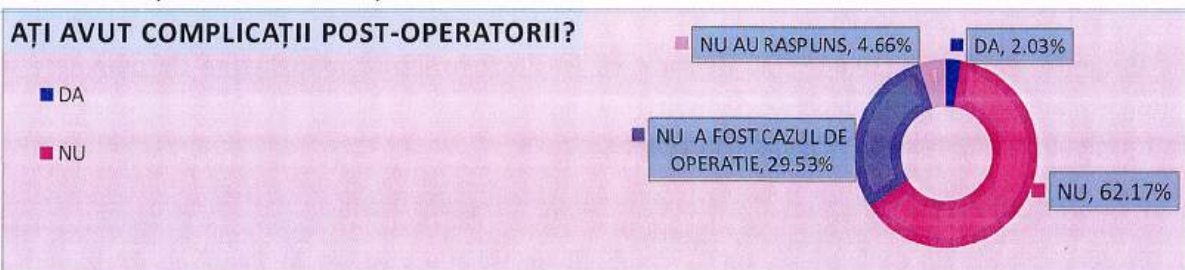 AȚI AVUT COMPLICAȚII POST-OPERATORII?
DA
NU
NU AU RASPUNS, 4.66%
DA, 2.03%
NU A FOST CAZUL DE
OPERATIE, 29.53%
NU, 62.17%